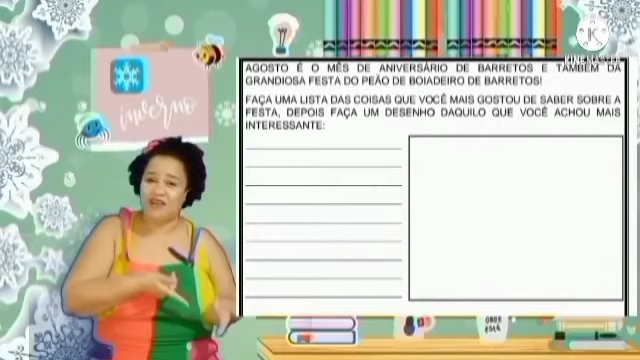 KINEMASTER
AGOSTO É O MÊS DE ANIVERSÁRIO DE BARRETOS E TAMBÉM DA
GRANDIOSA FESTA DO PEÃO DE BOIADEIRO DE BARRETOS!
FAÇA UMA LISTA DAS COISAS QUE VOCÊ MAIS GOSTOU DE SABER SOBRE A
FESTA, DEPOIS FAÇA UM DESENHO DAQUILO QUE VOCÊ ACHOU MAIS
INTERESSANTE:
inverno